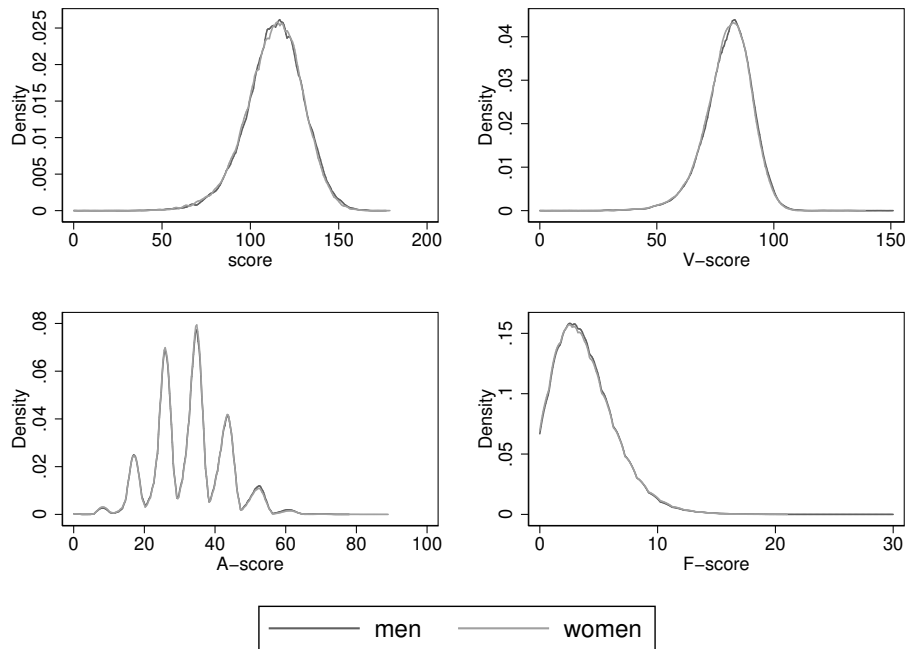 Density
0 .005 .01 .015 .02 .025
0 50 100 150 200
score
Density
0 .01 .02 .03 .04
0 50 100 150
V−score
Density
0 .02 .04 .06 .08
0 20 40 60 80 100
A−score
Density
0 .05 .1 .15
0 10 20 30
F−score
men women